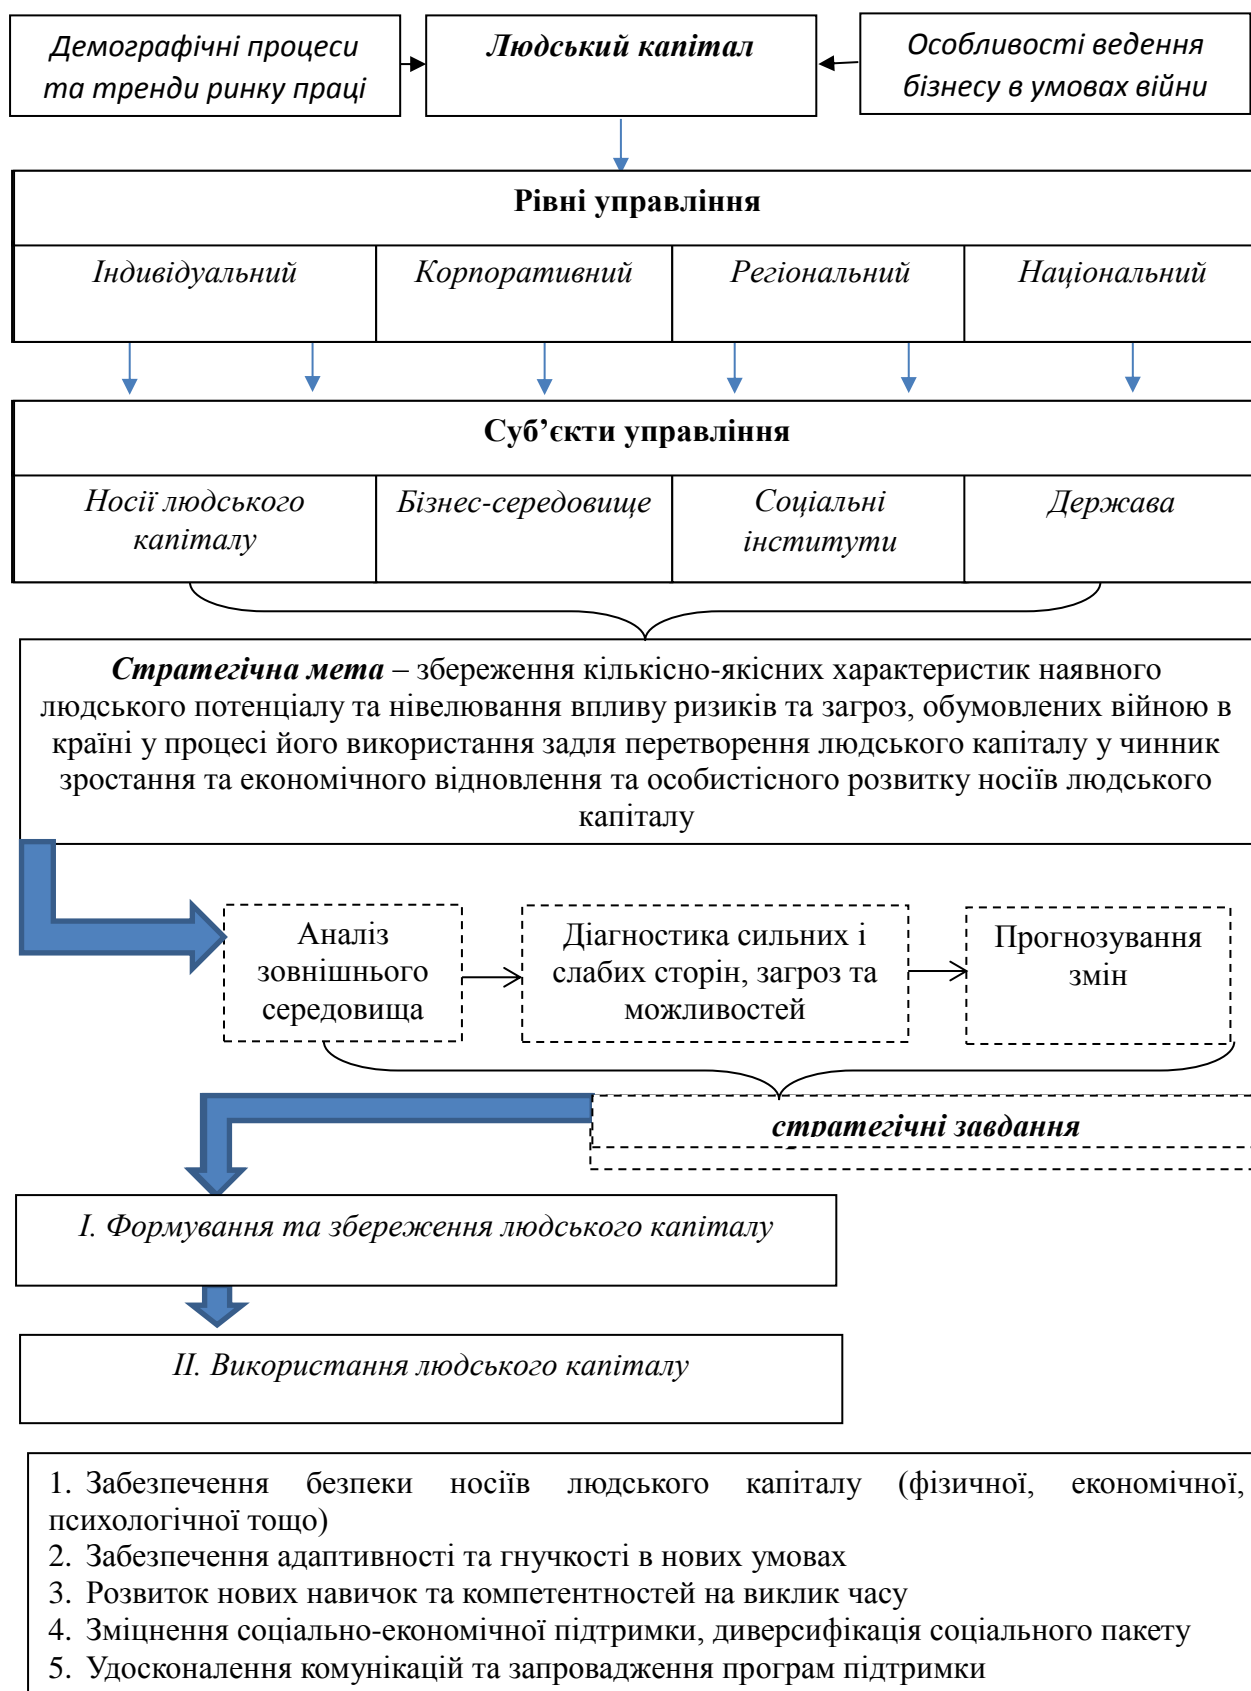 Демографічні процеси
та тренди ринку праці
Людський капітал
Особливості ведення
бізнесу в умовах війни
Рівні управління
Індивідуальний
Корпоративний
Регіональний
Національний
Суб’єкти управління
Носії людського
капіталу
Бізнес-середовище
Соціальні
інститути
Держава
Стратегічна мета – збереження кількісно-якісних характеристик наявного
людського потенціалу та нівелювання впливу ризиків та загроз, обумовлених війною в
країні у процесі його використання задля перетворення людського капіталу у чинник
зростання та економічного відновлення та особистісного розвитку носіїв людського
капіталу
Аналіз
зовнішнього
середовища
Діагностика сильних і
слабих сторін, загроз та
можливостей
Прогнозування
змін
стратегічні завдання
I. Формування та збереження людського капіталу
II. Використання людського капіталу
1. Забезпечення безпеки носіїв людського капіталу (фізичної, економічної,
психологічної тощо)
2. Забезпечення адаптивності та гнучкості в нових умовах
3. Розвиток нових навичок та компетентностей на виклик часу
4. Зміцнення соціально-економічної підтримки, диверсифікація соціального пакету
5. Удосконалення комунікацій та запровадження програм підтримки